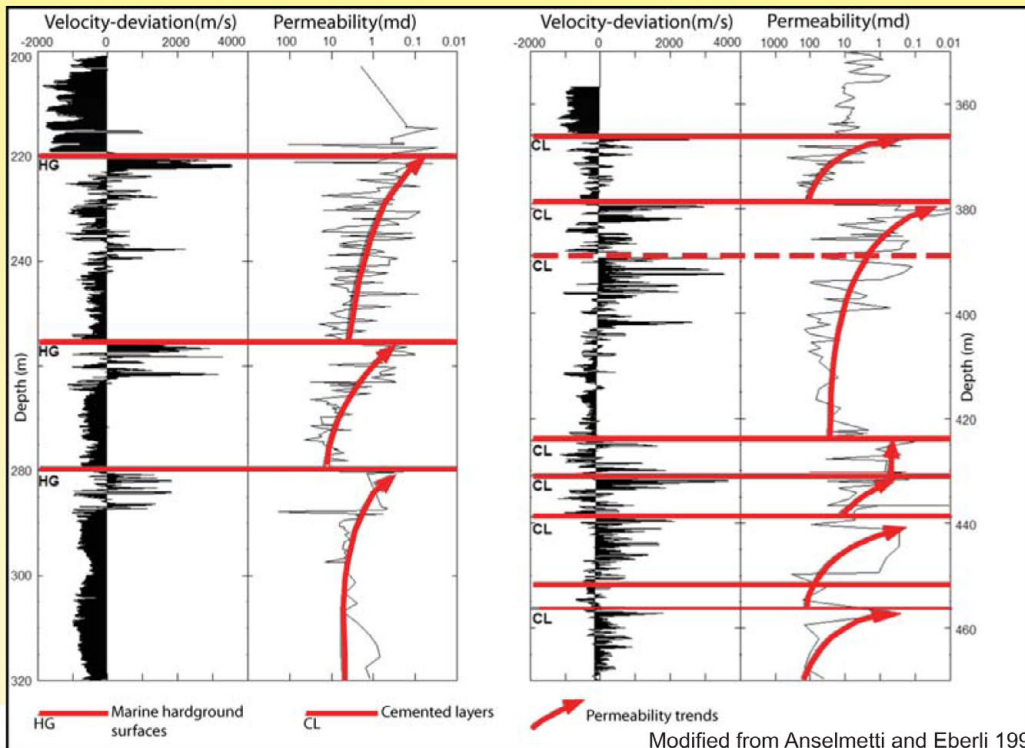 Velocity-deviation(m/s) Permeability(md)
-2000 0 2000 4000 100 10 1 0.1 0.01
200
220
240
260
280
300
320
Depth (m)
HG
HG
HG
Velocity-deviation(m/s) Permeability(md)
-2000 0 2000 4000 1000 100 10 1 0.1 0.01
CL
CL
CL
CL
CL
CL
CL
360
380
400
420
440
460
Depth (m)
HG Marine hardground
surfaces
CL Cemented layers
Permeability trends
Modified from Anselmetti and Eberli 199